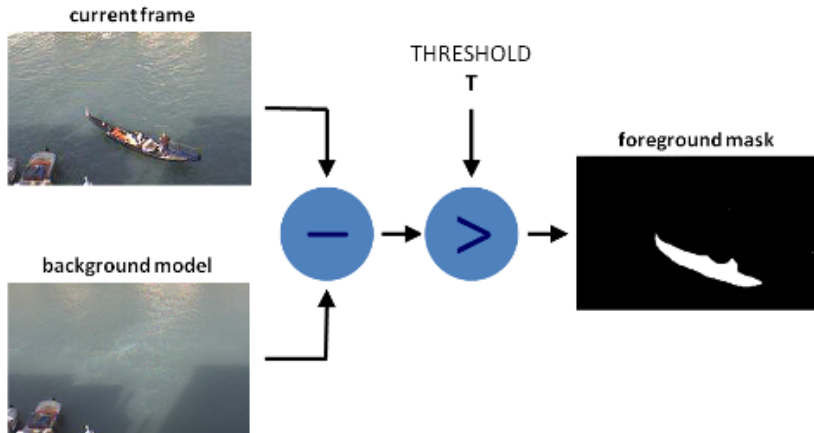 current frame
THRESHOLD
T
foreground mask
−
>
background model